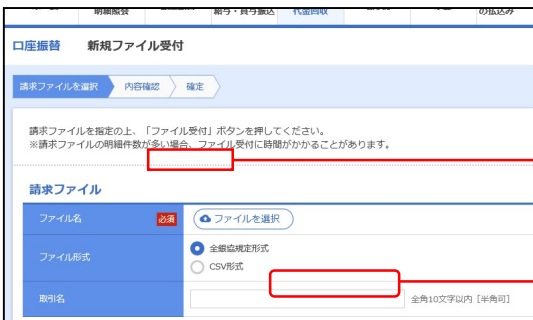 明細照会
給与・賞与振込
代金回収
の払込み
口座振替 新規ファイル受付
請求ファイルを選択 内容確認 確定
請求ファイルを指定の上、「ファイル受付」ボタンを押してください。
※請求ファイルの明細件数が多い場合、ファイル受付に時間がかかることがあります。
請求ファイル
ファイル名 必須 ファイルを選択
ファイル形式 全銀協規定形式
CSV形式
取引名 全角10文字以内［半角可］